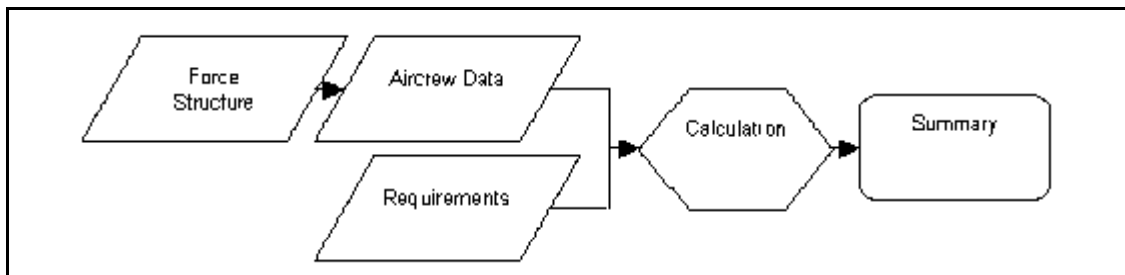 Force
Structure
Aircrew Data
Requirements
Calculation
Summary